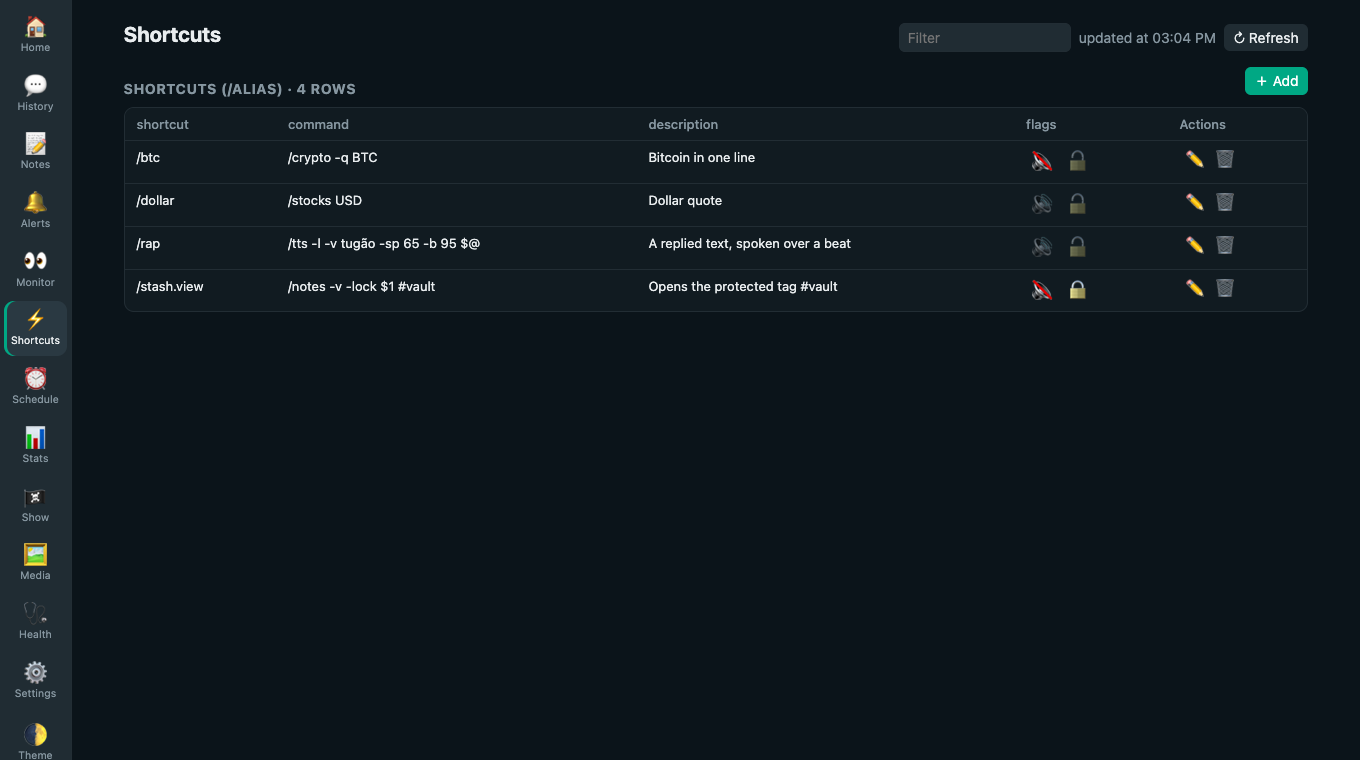 Home
History
Notes
Alerts
Monitor
Shortcuts
Schedule
Stats
Show
Media
Health
Settings
Theme
Shortcuts
Filter
updated at 03:04 PM
Refresh
SHORTCUTS (/ALIAS) · 4 ROWS
+ Add
shortcut command description flags Actions
/btc /crypto -q BTC Bitcoin in one line
/dollar /stocks USD Dollar quote
/rap /tts -l -v tugão -sp 65 -b 95 $@ A replied text, spoken over a beat
/stash.view /notes -v -lock $1 #vault Opens the protected tag #vault